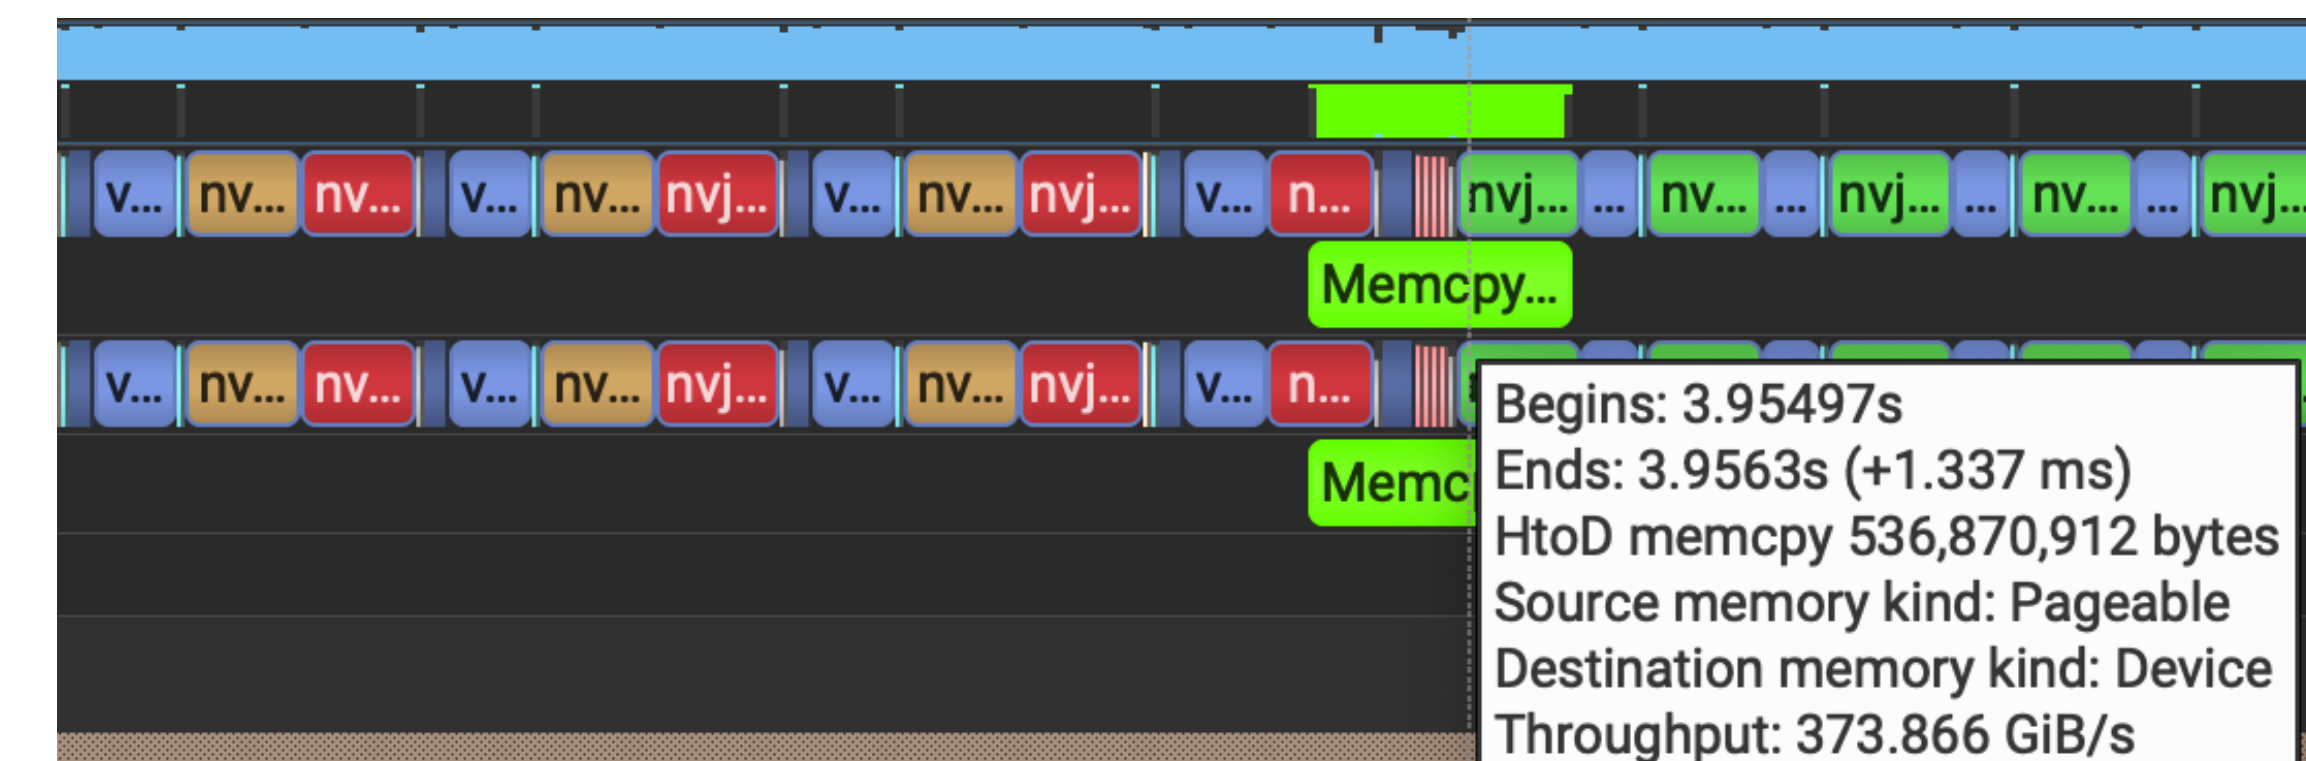 v... nv... nv... v... nv... nvj... v... nv... nvj... v... n... nvj... ... nv... ... nvj... ... nv... ... nvj...
Memcpy...
v... nv... nv... v... nv... nvj... v... nv... nvj... v... n...
Memc
Begins: 3.95497s
Ends: 3.9563s (+1.337 ms)
HtoD memcpy 536,870,912 bytes
Source memory kind: Pageable
Destination memory kind: Device
Throughput: 373.866 GiB/s